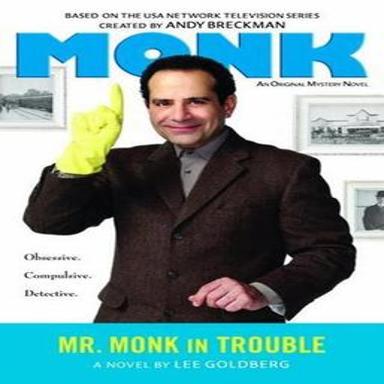 BASED ON THE USA NETWORK TELEVISION SERIES
CREATED BY ANDY BRECKMAN
MONK
AN ORIGINAL MYSTERY NOVEL
Obsessive.
Compulsive.
Detective.
MR. MONK IN TROUBLE
A NOVEL BY LEE GOLDBERG